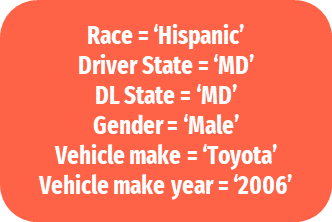 Race = ‘Hispanic’
Driver State = ‘MD’
DL State = ‘MD’
Gender = ‘Male’
Vehicle make = ‘Toyota’
Vehicle make year = ‘2006’